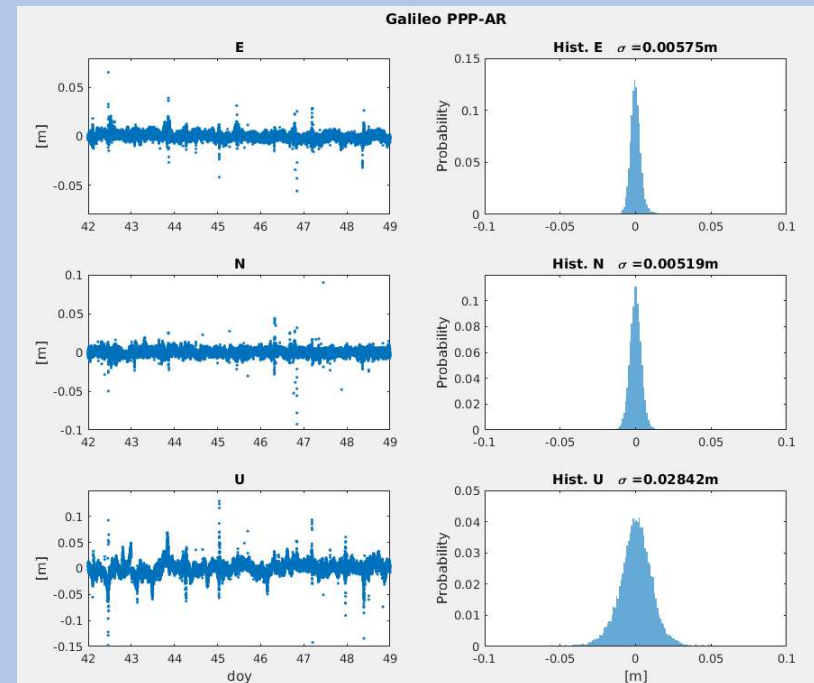 Galileo PPP-AR
E
[m]
0.05
0
-0.05
42 43 44 45 46 47 48 49
Hist. E σ =0.00575m
Probability
0.15
0.1
0.05
0
-0.1 -0.05 0 0.05 0.1
N
[m]
0.1
0.05
0
-0.05
-0.1
42 43 44 45 46 47 48 49
Hist. N σ =0.00519m
Probability
0.1
0.08
0.06
0.04
0.02
0
-0.1 -0.05 0 0.05 0.1
U
[m]
0.1
0.05
0
-0.05
-0.1
-0.15
42 43 44 45 46 47 48 49
doy
Hist. U σ =0.02842m
Probability
0.05
0.04
0.03
0.02
0.01
0
-0.1 -0.05 0 0.05 0.1
[m]